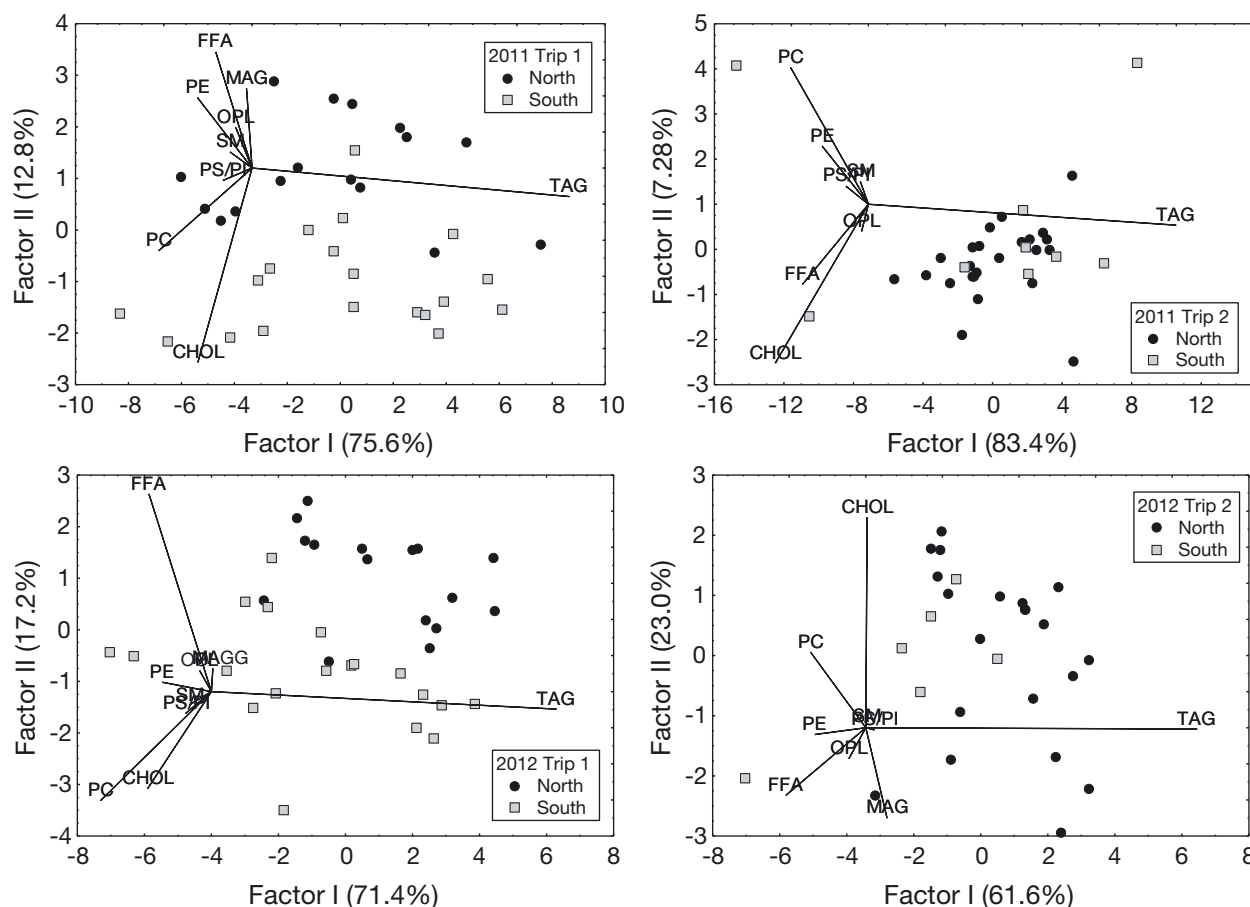 4
3
2
1
0
-1
-2
-3
Factor II (12.8%)
FFA
PE
MAG
OPL
SM
PS/PI
PC
CHOL
TAG
2011 Trip 1
North
South
-10 -8 -6 -4 -2 0 2 4 6 8 10
Factor I (75.6%)
5
4
3
2
1
0
-1
-2
-3
Factor II (7.28%)
PC
PE
SM
PS/PI
OPL
FFA
CHOL
TAG
2011 Trip 2
North
South
-16 -12 -8 -4 0 4 8 12
Factor I (83.4%)
3
2
1
0
-1
-2
-3
-4
Factor II (17.2%)
FFA
OPL
MAGG
PE
SM
PS/PI
PC
CHOL
TAG
2012 Trip 1
North
South
-8 -6 -4 -2 0 2 4 6 8
Factor I (71.4%)
3
2
1
0
-1
-2
-3
Factor II (23.0%)
CHOL
PC
SM
PS/PI
PE
OPL
FFA
MAG
TAG
2012 Trip 2
North
South
-8 -6 -4 -2 0 2 4 6 8
Factor I (61.6%)